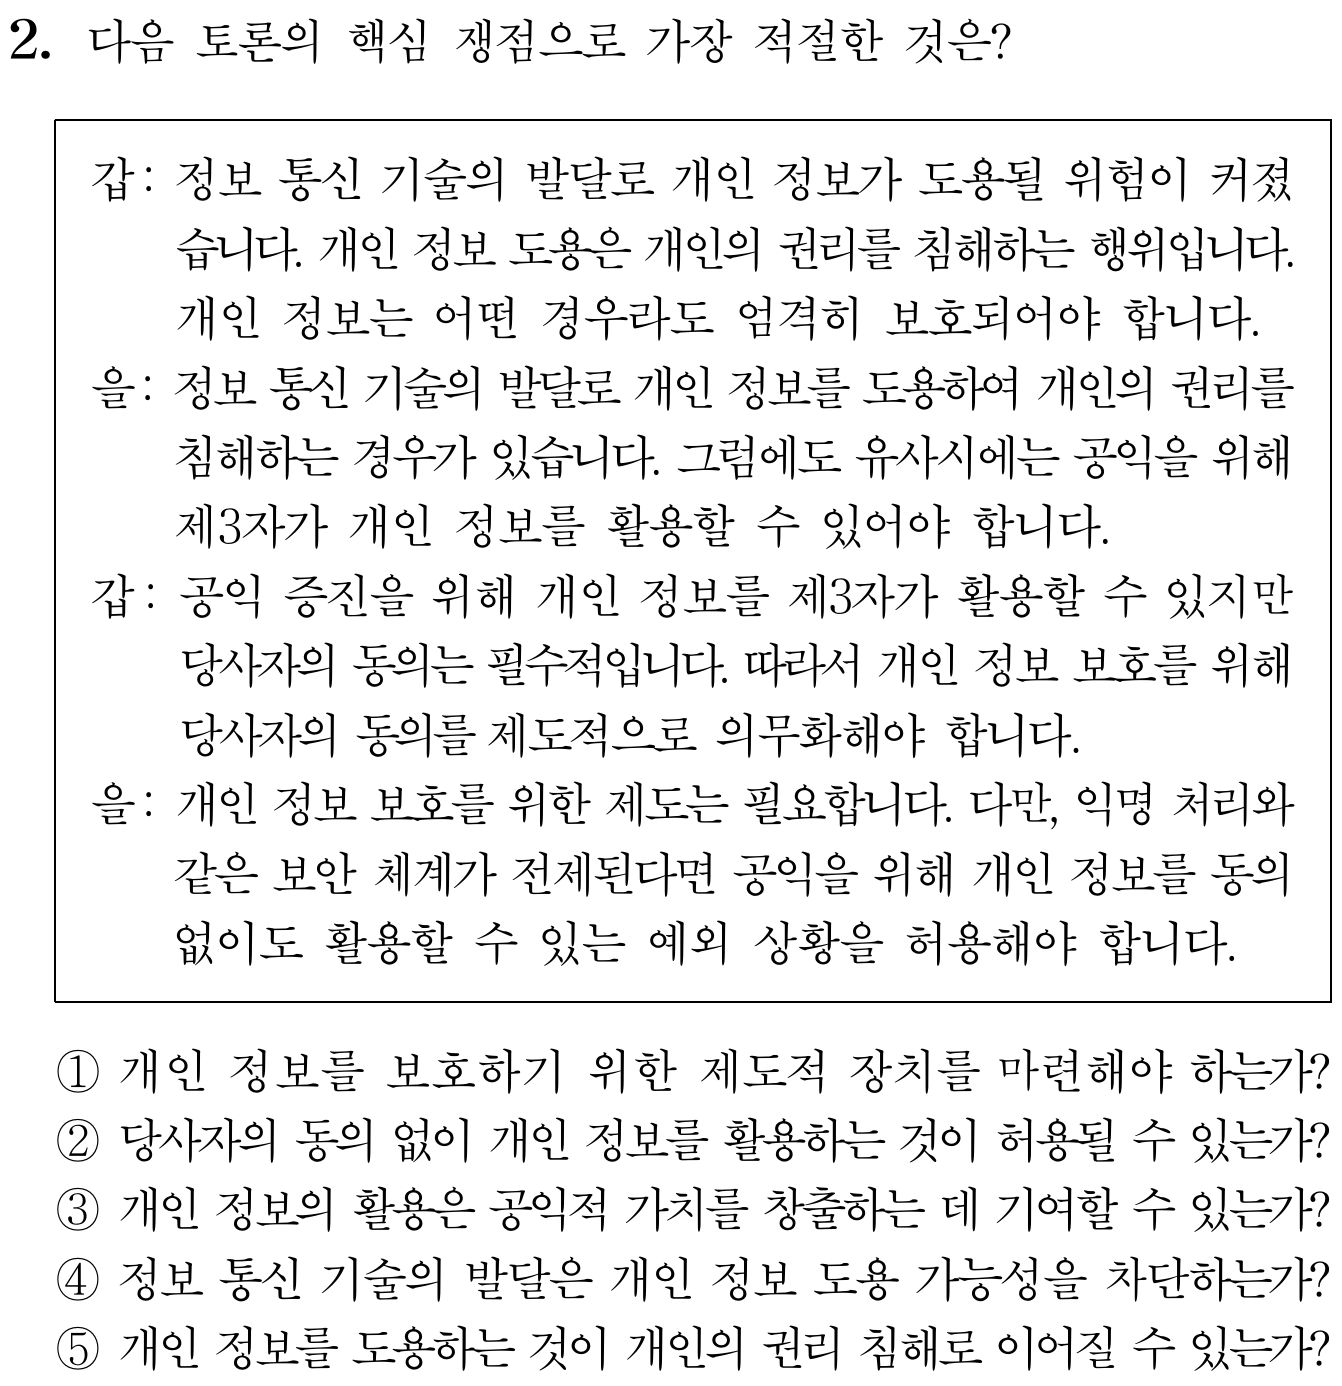 2. 다음 토론의 핵심 쟁점으로 가장 적절한 것은?
갑: 정보 통신 기술의 발달로 개인 정보가 도용될 위험이 커졌
습니다. 개인 정보 도용은 개인의 권리를 침해하는 행위입니다.
개인 정보는 어떤 경우라도 엄격히 보호되어야 합니다.
을: 정보 통신 기술의 발달로 개인 정보를 도용하여 개인의 권리를
침해하는 경우가 있습니다. 그럼에도 유사시에는 공익을 위해
제3자가 개인 정보를 활용할 수 있어야 합니다.
갑: 공익 증진을 위해 개인 정보를 제3자가 활용할 수 있지만
당사자의 동의는 필수적입니다. 따라서 개인 정보 보호를 위해
당사자의 동의를 제도적으로 의무화해야 합니다.
을: 개인 정보 보호를 위한 제도는 필요합니다. 다만, 익명 처리와
같은 보안 체계가 전제된다면 공익을 위해 개인 정보를 동의
없이도 활용할 수 있는 예외 상황을 허용해야 합니다.
① 개인 정보를 보호하기 위한 제도적 장치를 마련해야 하는가?
② 당사자의 동의 없이 개인 정보를 활용하는 것이 허용될 수 있는가?
③ 개인 정보의 활용은 공익적 가치를 창출하는 데 기여할 수 있는가?
④ 정보 통신 기술의 발달은 개인 정보 도용 가능성을 차단하는가?
⑤ 개인 정보를 도용하는 것이 개인의 권리 침해로 이어질 수 있는가?